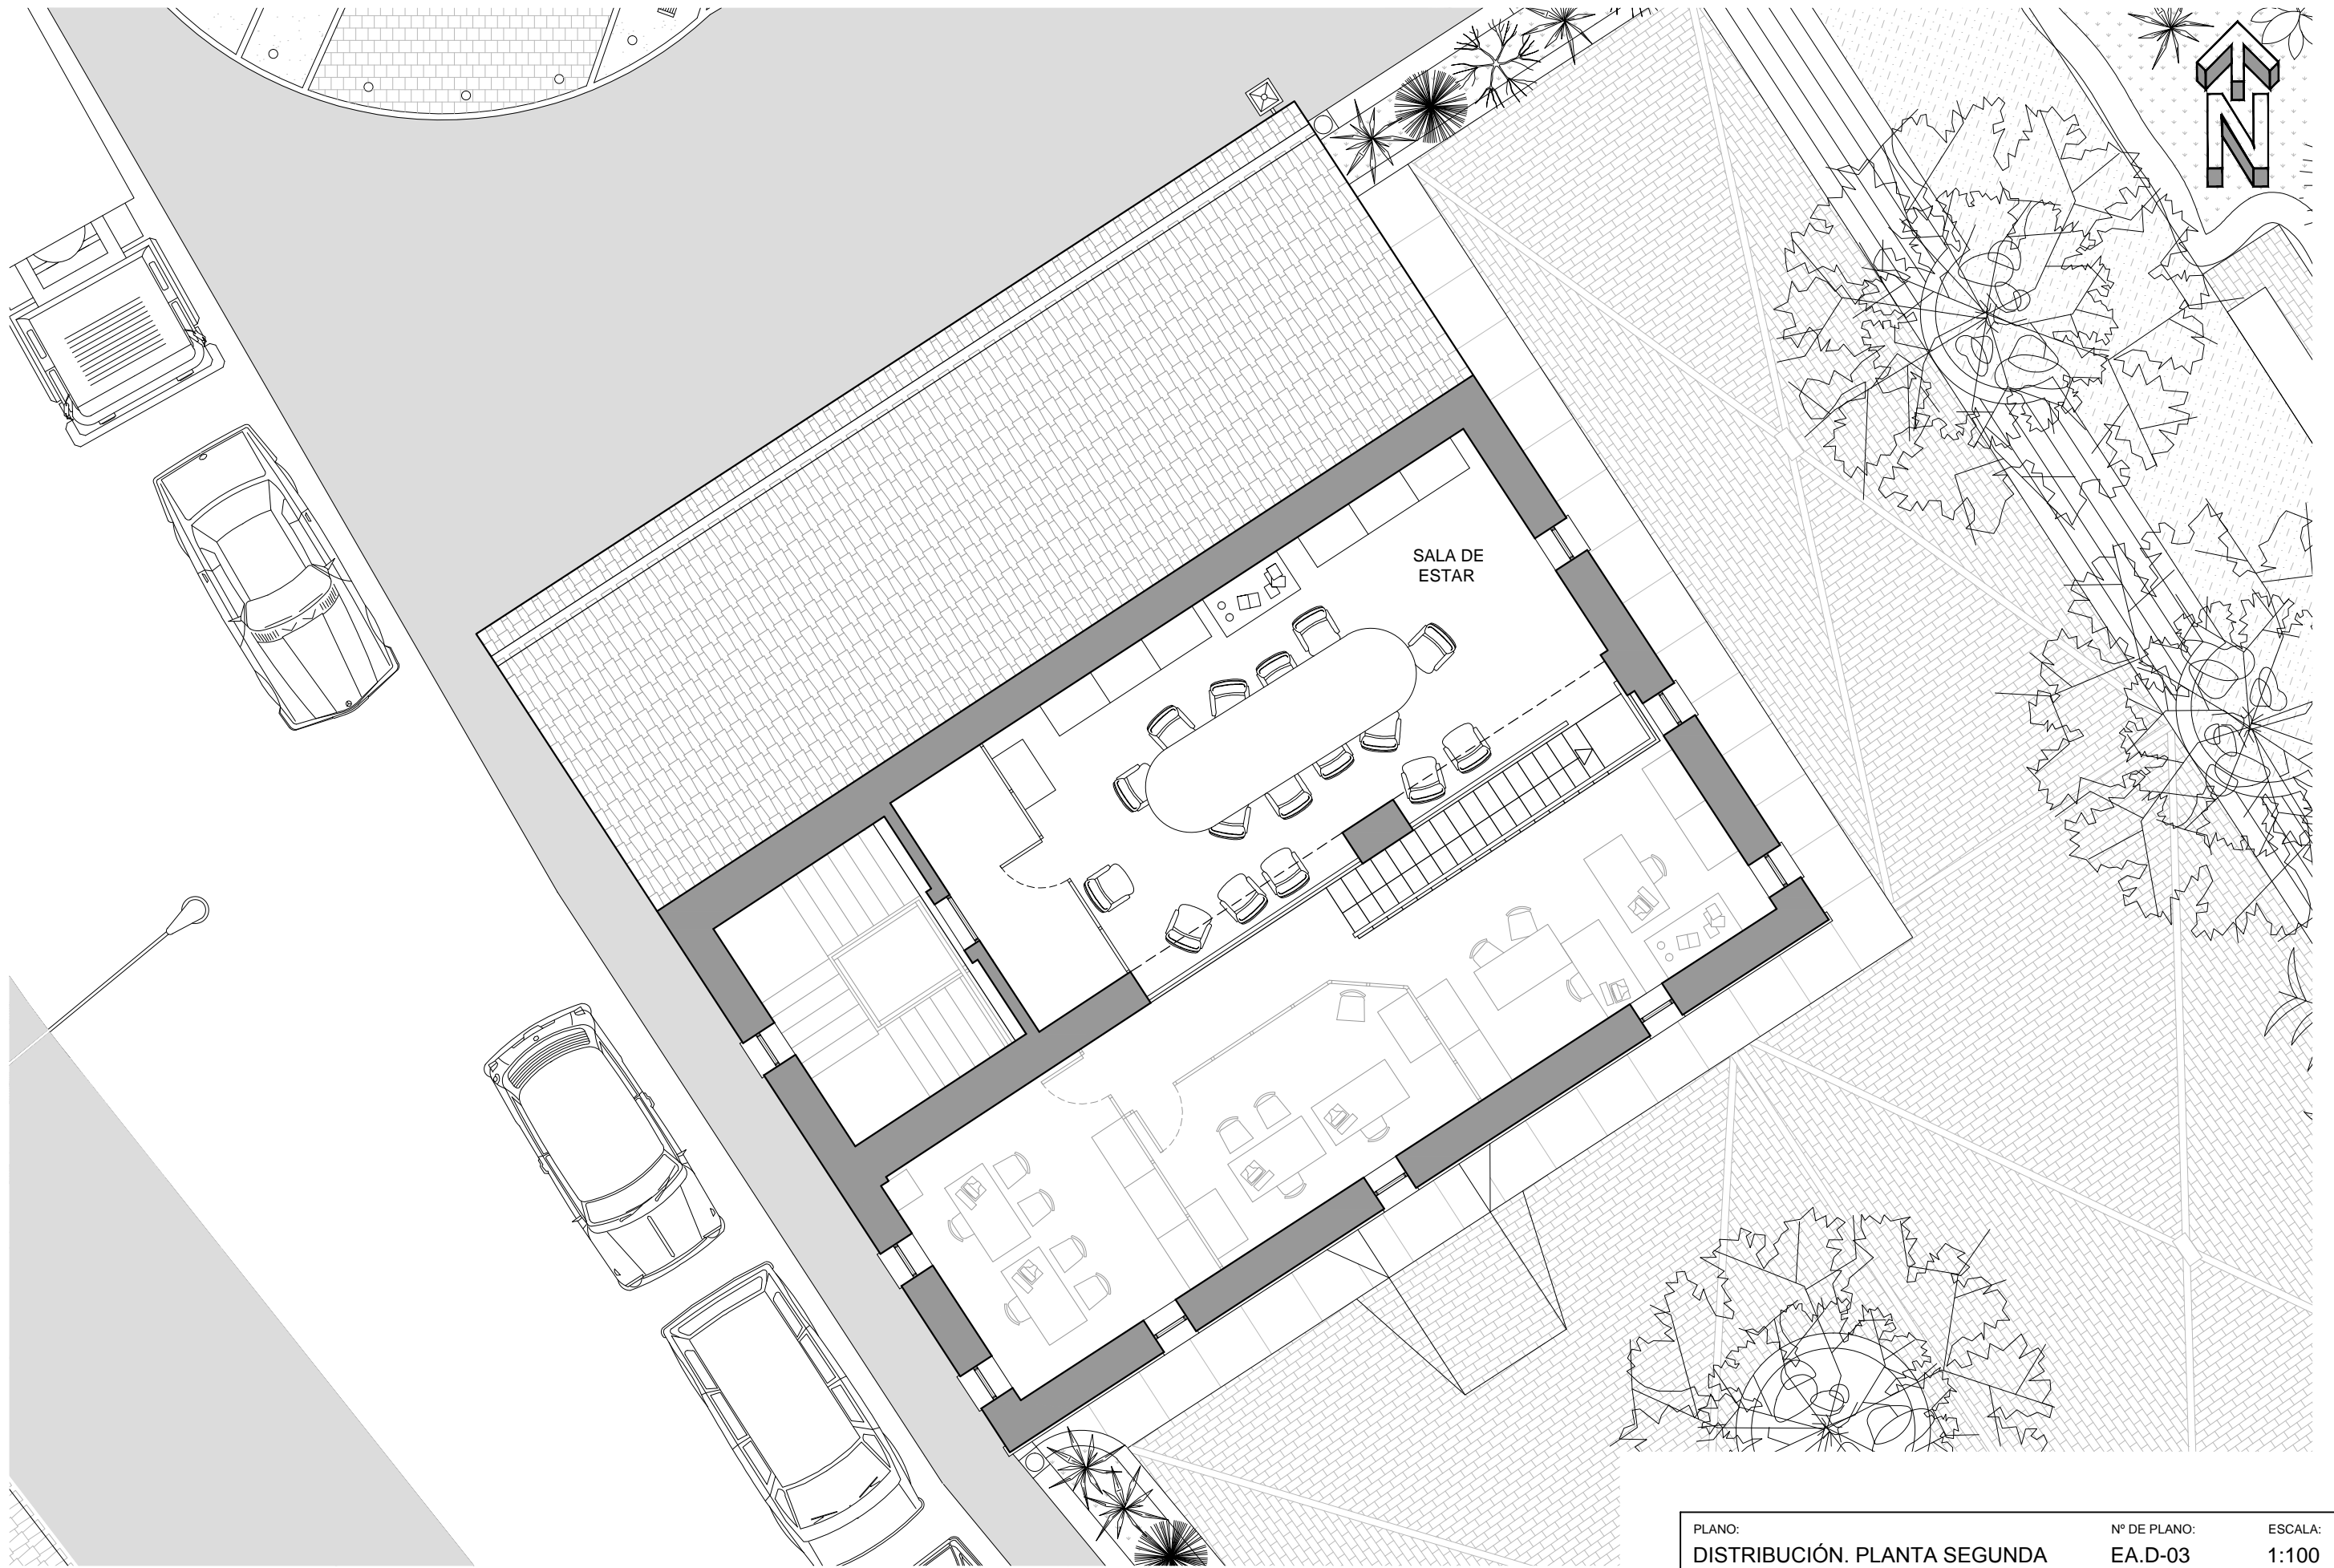 N
SALA DE
ESTAR
PLANO:
Nº DE PLANO:
ESCALA:
DISTRIBUCIÓN. PLANTA SEGUNDA
EA.D-03
1:100